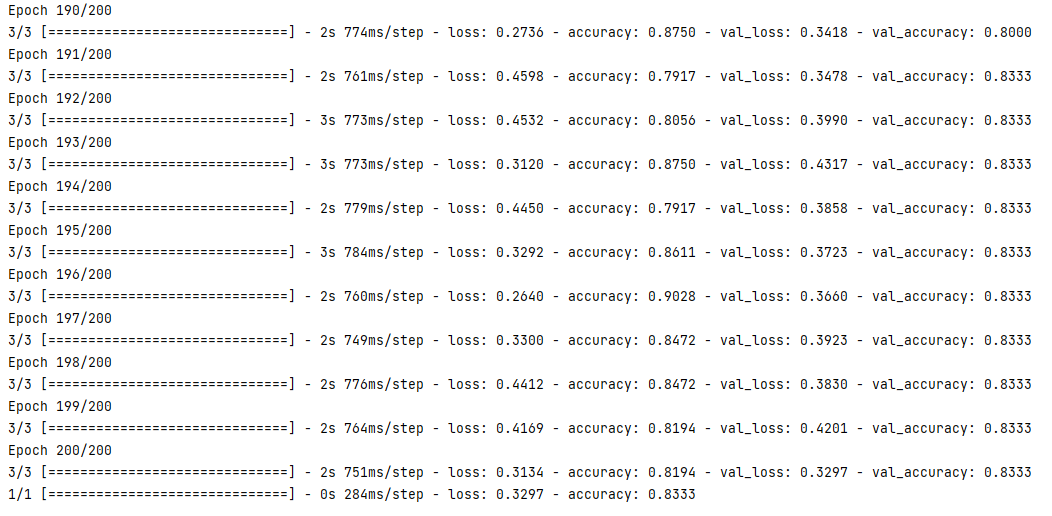 Epoch 190/200
3/3 [==============================] - 2s 774ms/step - loss: 0.2736 - accuracy: 0.8750 - val_loss: 0.3418 - val_accuracy: 0.8000
Epoch 191/200
3/3 [==============================] - 2s 761ms/step - loss: 0.4598 - accuracy: 0.7917 - val_loss: 0.3478 - val_accuracy: 0.8333
Epoch 192/200
3/3 [==============================] - 3s 773ms/step - loss: 0.4532 - accuracy: 0.8056 - val_loss: 0.3990 - val_accuracy: 0.8333
Epoch 193/200
3/3 [==============================] - 3s 773ms/step - loss: 0.3120 - accuracy: 0.8750 - val_loss: 0.4317 - val_accuracy: 0.8333
Epoch 194/200
3/3 [==============================] - 2s 779ms/step - loss: 0.4450 - accuracy: 0.7917 - val_loss: 0.3858 - val_accuracy: 0.8333
Epoch 195/200
3/3 [==============================] - 3s 784ms/step - loss: 0.3292 - accuracy: 0.8611 - val_loss: 0.3723 - val_accuracy: 0.8333
Epoch 196/200
3/3 [==============================] - 2s 760ms/step - loss: 0.2640 - accuracy: 0.9028 - val_loss: 0.3660 - val_accuracy: 0.8333
Epoch 197/200
3/3 [==============================] - 2s 749ms/step - loss: 0.3300 - accuracy: 0.8472 - val_loss: 0.3923 - val_accuracy: 0.8333
Epoch 198/200
3/3 [==============================] - 2s 776ms/step - loss: 0.4412 - accuracy: 0.8472 - val_loss: 0.3830 - val_accuracy: 0.8333
Epoch 199/200
3/3 [==============================] - 2s 764ms/step - loss: 0.4169 - accuracy: 0.8194 - val_loss: 0.4201 - val_accuracy: 0.8333
Epoch 200/200
3/3 [==============================] - 2s 751ms/step - loss: 0.3134 - accuracy: 0.8194 - val_loss: 0.3297 - val_accuracy: 0.8333
1/1 [==============================] - 0s 284ms/step - loss: 0.3297 - accuracy: 0.8333